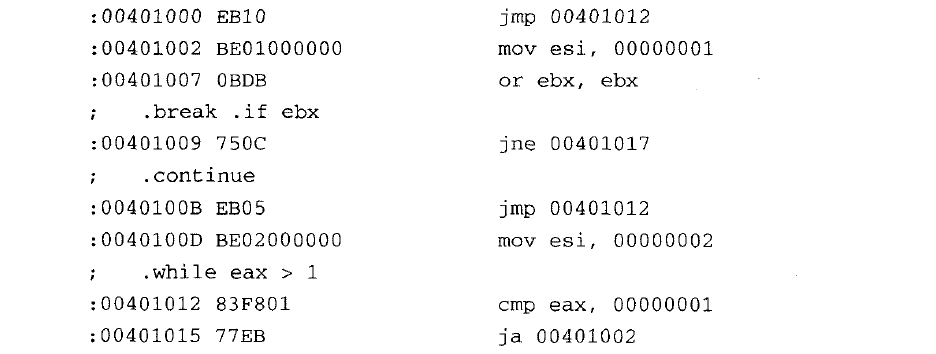 :00401000 EB10 jmp 00401012
:00401002 BE01000000 mov esi, 00000001
:00401007 0BDB or ebx, ebx
; .break .if ebx
:00401009 750C jne 00401017
; .continue
:0040100B EB05 jmp 00401012
:0040100D BE02000000 mov esi, 00000002
; .while eax > 1
:00401012 83F801 cmp eax, 00000001
:00401015 77EB ja 00401002